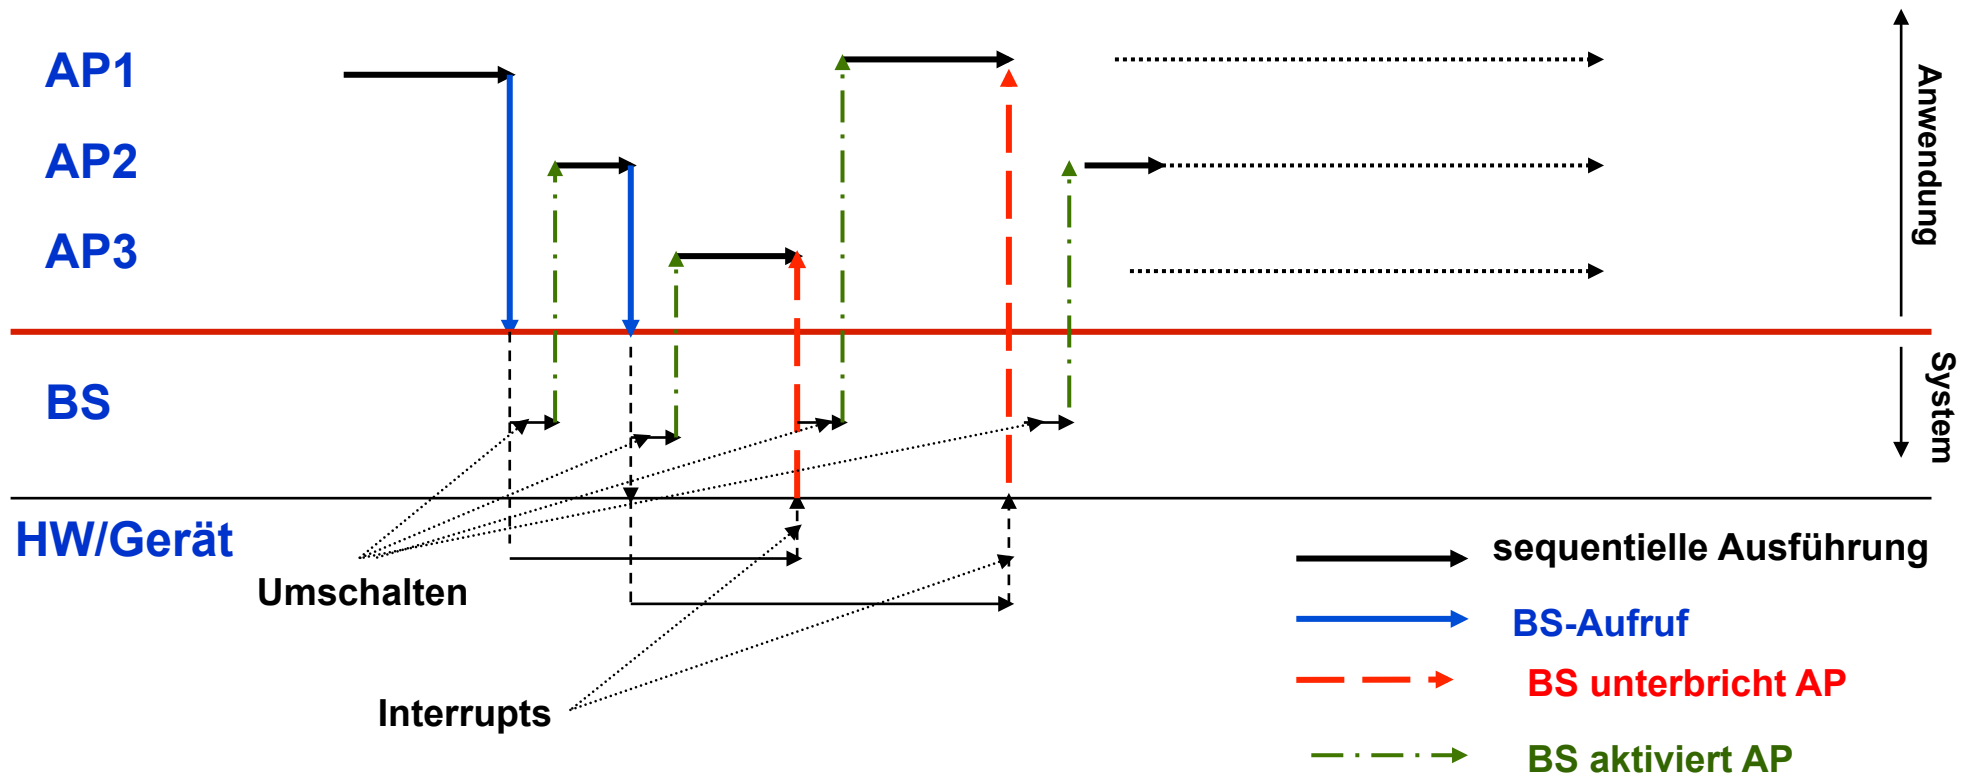 AP1
AP2
AP3
BS
HW/Gerät
Umschalten
Interrupts
Anwendung
System
sequentielle Ausführung
BS-Aufruf
BS unterbricht AP
BS aktiviert AP